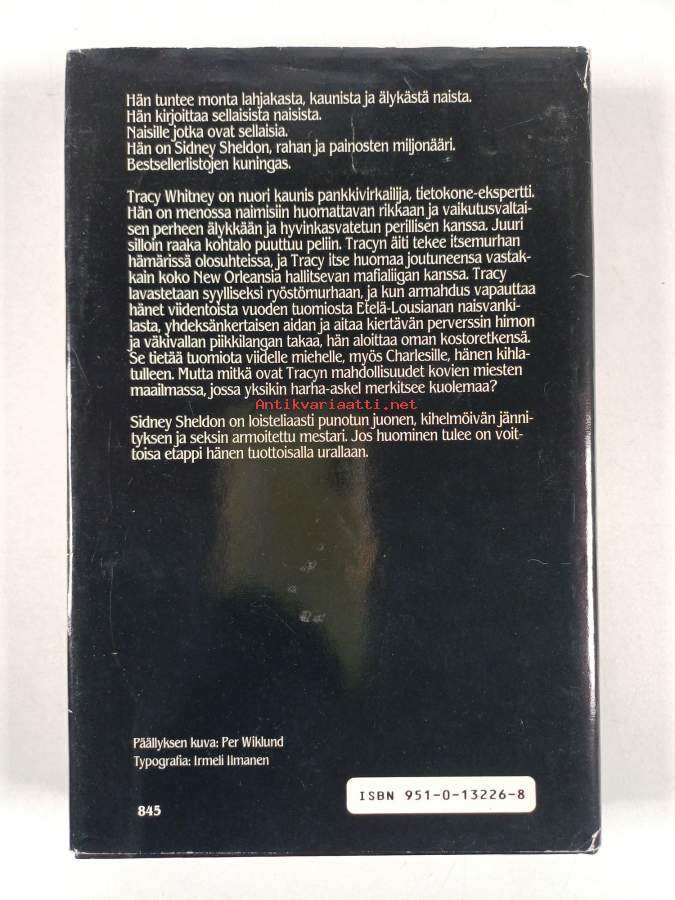 Hän tuntee monta lahjakasta, kaunista ja älykästä naista.
Hän kirjoittaa sellaisista naisista.
Naisille jotka ovat sellaisia.
Hän on Sidney Sheldon, rahan ja painosten miljonääri.
Bestsellerlistojen kuningas.
Tracy Whitney on nuori kaunis pankkivirkailija, tietokone-ekspertti.
Hän on menossa naimisiin huomattavan rikkaan ja vaikutusvaltai-
sen perheen älykkään ja hyvinkasvatetun perillisen kanssa. Juuri
silloin raaka kohtalo puuttuu peliin. Tracyn äiti tekee itsemurhan
hämärissä olosuhteissa, ja Tracy itse huomaa joutuneensa vastak-
kain koko New Orleansia hallitsevan mafialiigan kanssa. Tracy
lavastetaan syylliseksi ryöstömurhaan, ja kun armahdus vapauttaa
hänet viidentoista vuoden tuomiosta Etelä-Lousianan naisvanki-
lasta, yhdeksänkertaisen aidan ja aitaa kiertävän perverssin himon
ja väkivallan piikkilangan takaa, hän aloittaa oman kostoretkensä.
Se tietää tuomiota viidelle miehelle, myös Charlesille, hänen kihla-
tulleen. Mutta mitkä ovat Tracyn mahdollisuudet kovien miesten
maailmassa, jossa yksikin harha-askel merkitsee kuolemaa?
Antikvariaatti.net
Sidney Sheldon on loisteliaasti punotun juonen, kihelmöivän jänni-
tyksen ja seksin armoitettu mestari. Jos huominen tulee on voit-
toisa etappi hänen tuottoisalla urallaan.
Päällyksen kuva: Per Wiklund
Typografia: Irmeli Ilmanen
ISBN 951-0-13226-8
845